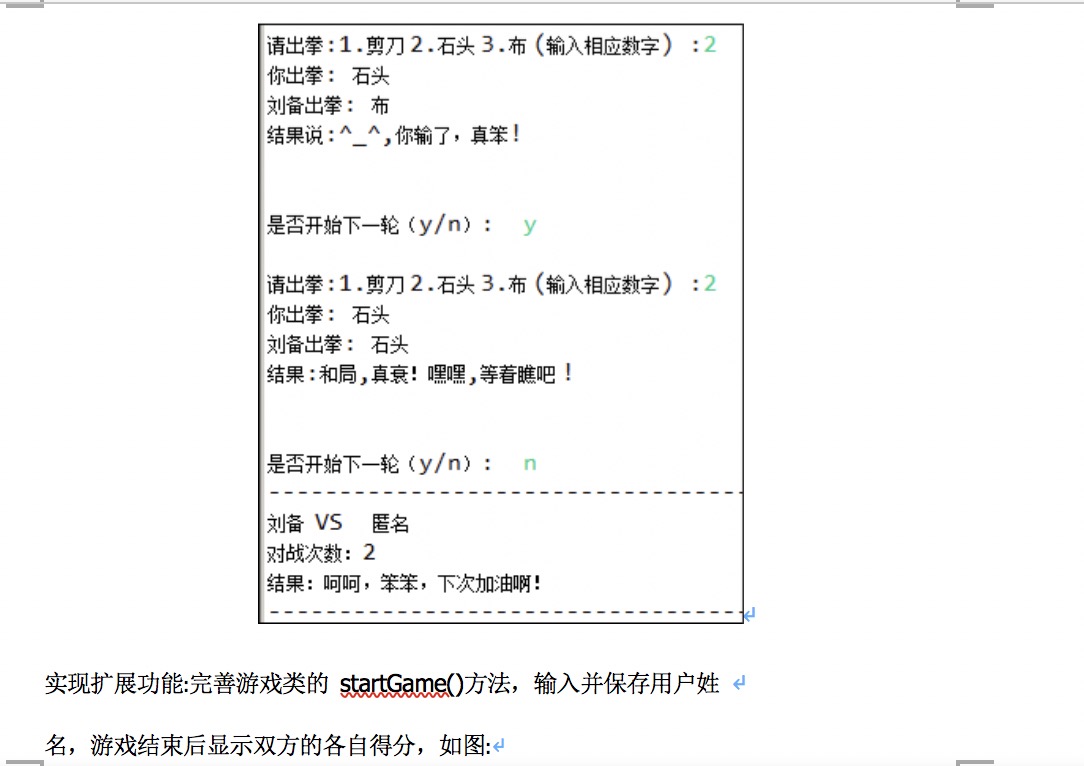 请出拳:1.剪刀 2.石头 3.布 (输入相应数字) :2
你出拳: 石头
刘备出拳: 布
结果说:^_^,你输了,真笨!
是否开始下一轮(y/n): y
请出拳:1.剪刀 2.石头 3.布 (输入相应数字) :2
你出拳: 石头
刘备出拳: 石头
结果:和局,真衰!嘿嘿,等着瞧吧 !
是否开始下一轮(y/n): n
----------------------------------
刘备 VS 匿名
对战次数: 2
结果: 呵呵, 笨笨, 下次加油啊!
----------------------------------
实现扩展功能:完善游戏类的 startGame()方法，输入并保存用户姓
名，游戏结束后显示双方的各自得分，如图: